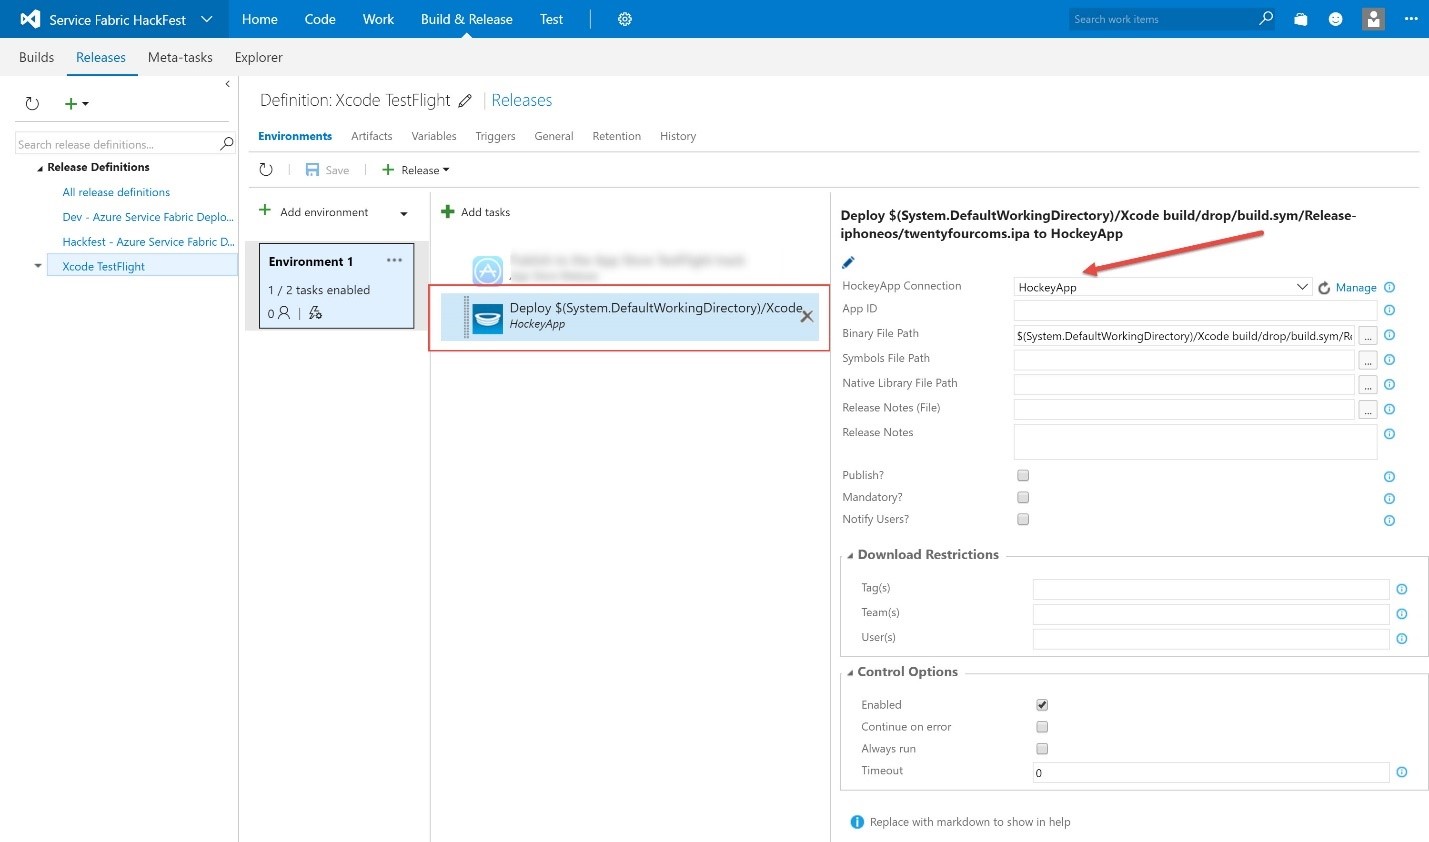 Service Fabric HackFest
Home Code Work Build & Release Test
Search work items
Builds Releases Meta-tasks Explorer
Search release definitions...
Release Definitions
All release definitions
Dev - Azure Service Fabric Deplo...
Hackfest - Azure Service Fabric D...
Xcode TestFlight
Definition: Xcode TestFlight | Releases
Environments Artifacts Variables Triggers General Retention History
Save Release
Add environment
Environment 1 ...
1 / 2 tasks enabled
0
Add tasks
Deploy $(System.DefaultWorkingDirectory)/Xcode
HockeyApp
Deploy $(System.DefaultWorkingDirectory)/Xcode build/drop/build.sym/Release-
iphoneos/twentyfourcoms.ipa to HockeyApp
HockeyApp Connection HockeyApp Manage
App ID
Binary File Path $(System.DefaultWorkingDirectory)/Xcode build/drop/build.sym/Re ...
Symbols File Path ...
Native Library File Path ...
Release Notes (File) ...
Release Notes
Publish?
Mandatory?
Notify Users?
Download Restrictions
Tag(s)
Team(s)
User(s)
Control Options
Enabled
Continue on error
Always run
Timeout 0
Replace with markdown to show in help